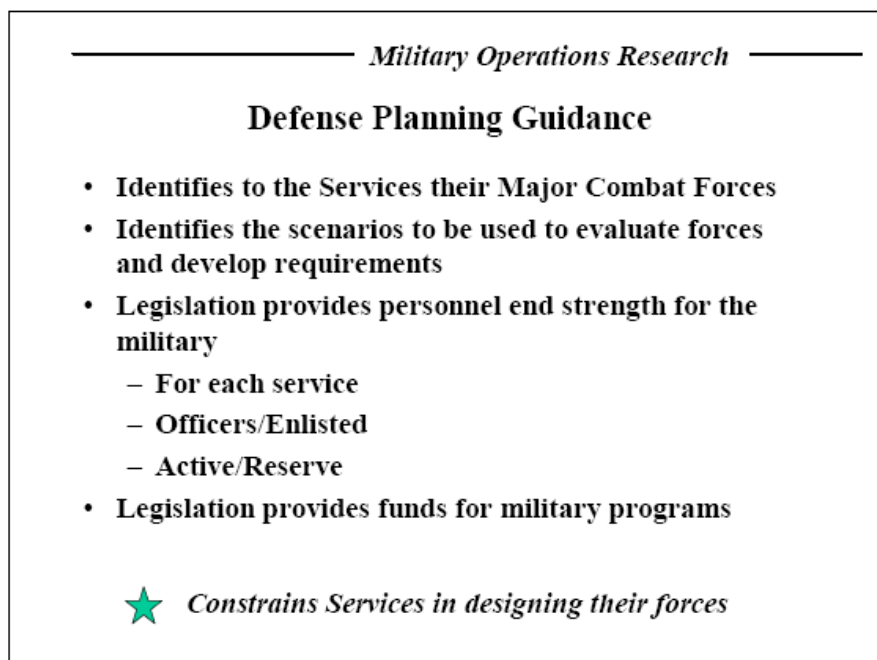 Military Operations Research
Defense Planning Guidance
• Identifies to the Services their Major Combat Forces
• Identifies the scenarios to be used to evaluate forces
and develop requirements
• Legislation provides personnel end strength for the
military
– For each service
– Officers/Enlisted
– Active/Reserve
• Legislation provides funds for military programs
Constrains Services in designing their forces